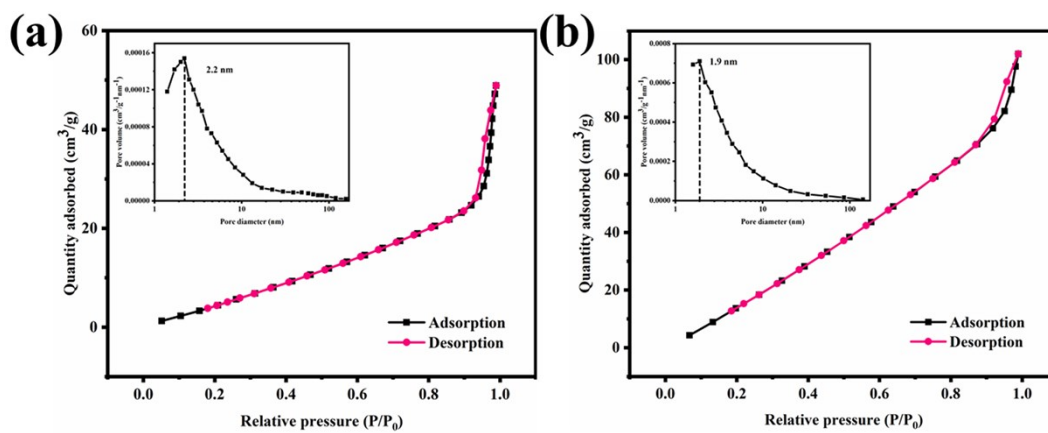 (a)
60
40
20
0
Quantity adsorbed (cm³/g)
0,00016
0,00012
0,00008
0,00004
0,00000
Pore volume (cm³/g⁻¹nm⁻¹)
2.2 nm
1
10
100
Pore diameter (nm)
Adsorption
Desorption
0.0 0.2 0.4 0.6 0.8 1.0
Relative pressure (P/P₀)
(b)
100
80
60
40
20
0
Quantity adsorbed (cm³/g)
0,0008
0,0006
0,0004
0,0002
0,0000
Pore volume (cm³/g⁻¹nm⁻¹)
1.9 nm
1
10
100
Pore diameter (nm)
Adsorption
Desorption
0.0 0.2 0.4 0.6 0.8 1.0
Relative pressure (P/P₀)